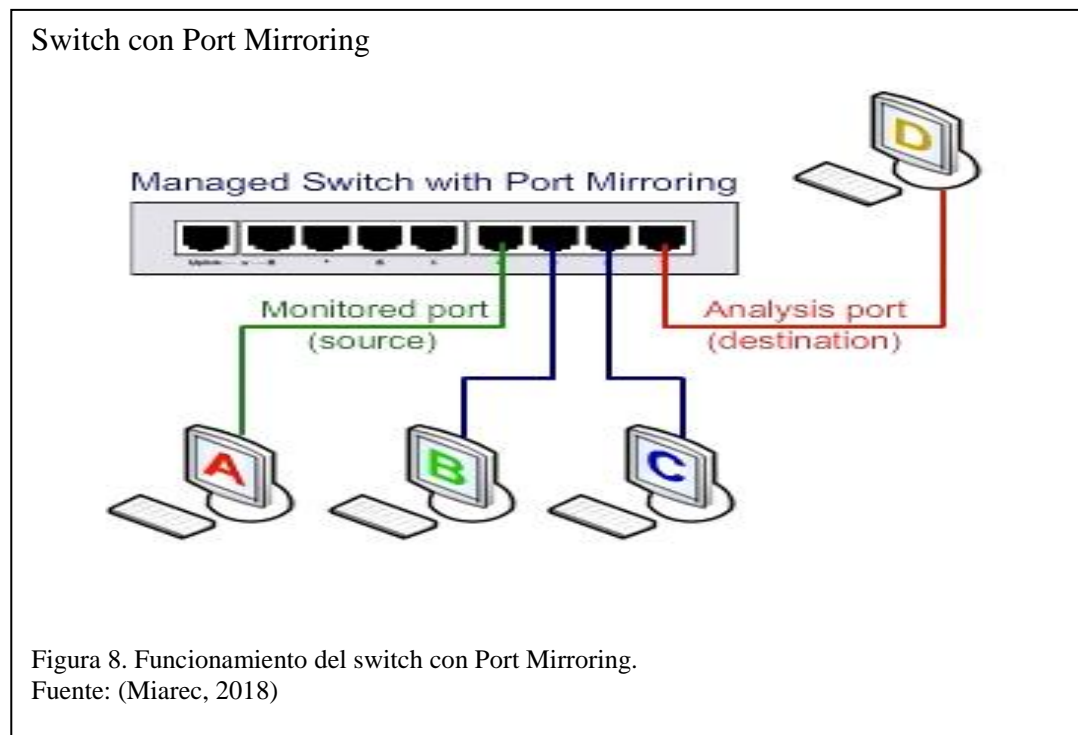 Switch con Port Mirroring
D
Managed Switch with Port Mirroring
Uplink
Monitored port
(source)
Analysis port
(destination)
A
B
C
Figura 8. Funcionamiento del switch con Port Mirroring.
Fuente: (Miarec, 2018)